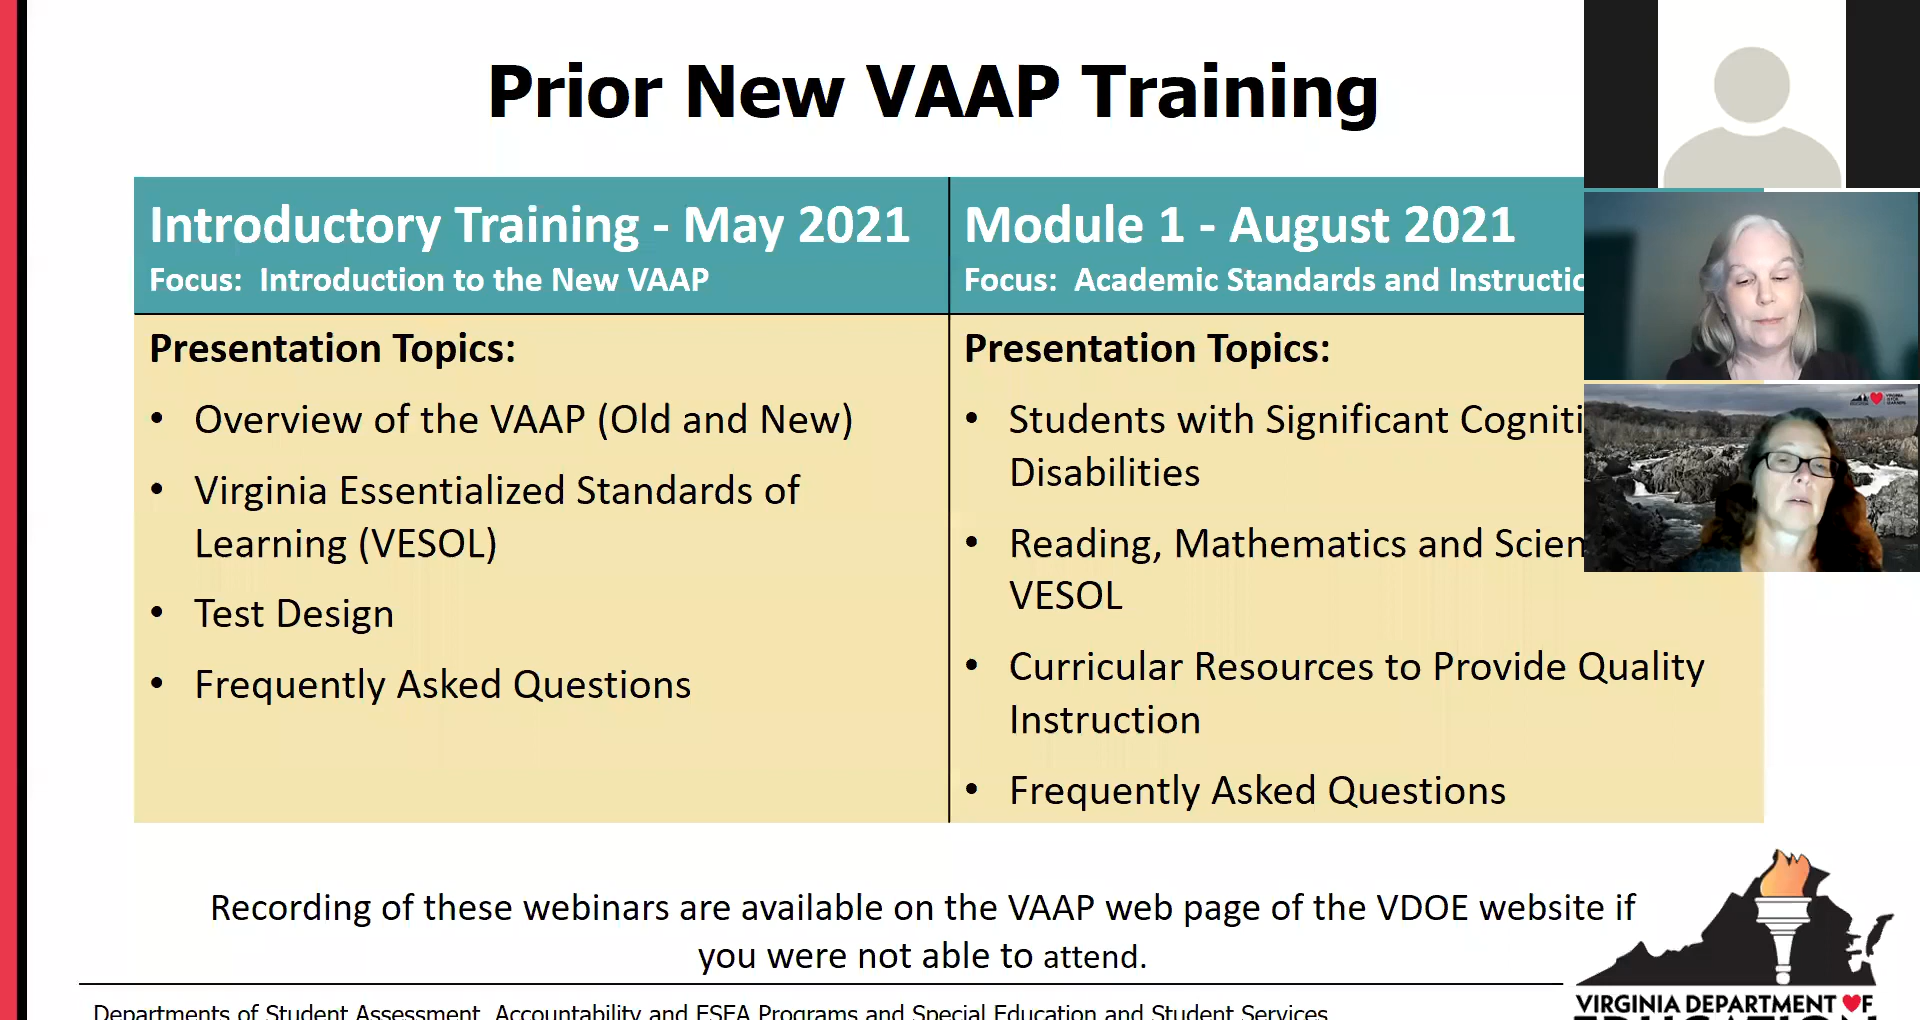 Prior New VAAP Training
Introductory Training - May 2021
Focus:  Introduction to the New VAAP
Module 1 - August 2021
Focus:  Academic Standards and Instructio
Presentation Topics:
• Overview of the VAAP (Old and New)
• Virginia Essentialized Standards of
Learning (VESOL)
• Test Design
• Frequently Asked Questions
Presentation Topics:
• Students with Significant Cogniti
Disabilities
• Reading, Mathematics and Scien
VESOL
• Curricular Resources to Provide Quality
Instruction
• Frequently Asked Questions
Recording of these webinars are available on the VAAP web page of the VDOE website if
you were not able to attend.
Departments of Student Assessment, Accountability and ESEA Programs and Special Education and Student Services
VIRGINIA DEPARTMENT OF
EDUCATION